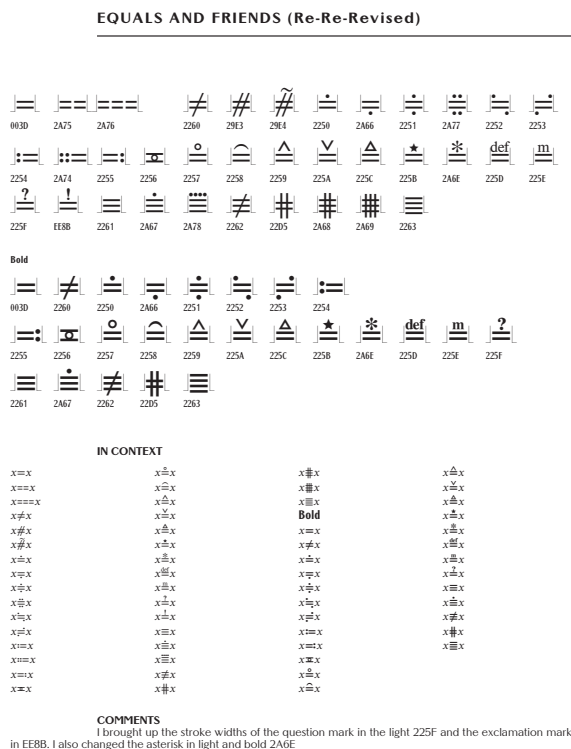 EQUALS AND FRIENDS (Re-Re-Revised)
= ⩵ ⩶ ≠ ⧣ ⧤ ≐ ⩦ ≑ ⩷ ≒ ≓
003D 2A75 2A76 2260 29E3 29E4 2250 2A66 2251 2A77 2252 2253
≔ ⩴ ≕ ≖ ≗ ≘ ≙ ≚ ≜ ≛ ⩮ ≝ ≞
2254 2A74 2255 2256 2257 2258 2259 225A 225C 225B 2A6E 225D 225E
≟ ! ≡ ⩧ ⩸ ≢ ⋕ ⩨ ⩩ ≣
225F EE8B 2261 2A67 2A78 2262 22D5 2A68 2A69 2263
Bold
= ≠ ≐ ⩦ ≑ ≒ ≓ ≔
003D 2260 2250 2A66 2251 2252 2253 2254
≕ ≖ ≗ ≘ ≙ ≚ ≜ ≛ ⩮ ≝ ≞ ≟
2255 2256 2257 2258 2259 225A 225C 225B 2A6E 225D 225E 225F
≡ ⩧ ≢ ⋕ ≣
2261 2A67 2262 22D5 2263
IN CONTEXT
x=x
x⩵x
x⩶x
x≠x
x⧣x
x⧤x
x≐x
x⩦x
x≑x
x⩷x
x≒x
x≓x
x≔x
x⩴x
x≕x
x≖x
x≗x
x≘x
x≙x
x≚x
x≜x
x≛x
x⩮x
x≝x
x≞x
x≟x
x!x
x≡x
x⩧x
x⩸x
x≢x
x⋕x
x⩨x
x⩩x
x≣x
Bold
x=x
x≠x
x≐x
x⩦x
x≑x
x≒x
x≓x
x≔x
x≕x
x≖x
x≗x
x≘x
x≙x
x≚x
x≜x
x≛x
x⩮x
x≝x
x≞x
x≟x
x≡x
x⩧x
x≢x
x⋕x
x≣x
COMMENTS
I brought up the stroke widths of the question mark in the light 225F and the exclamation mark
in EE8B. I also changed the asterisk in light and bold 2A6E